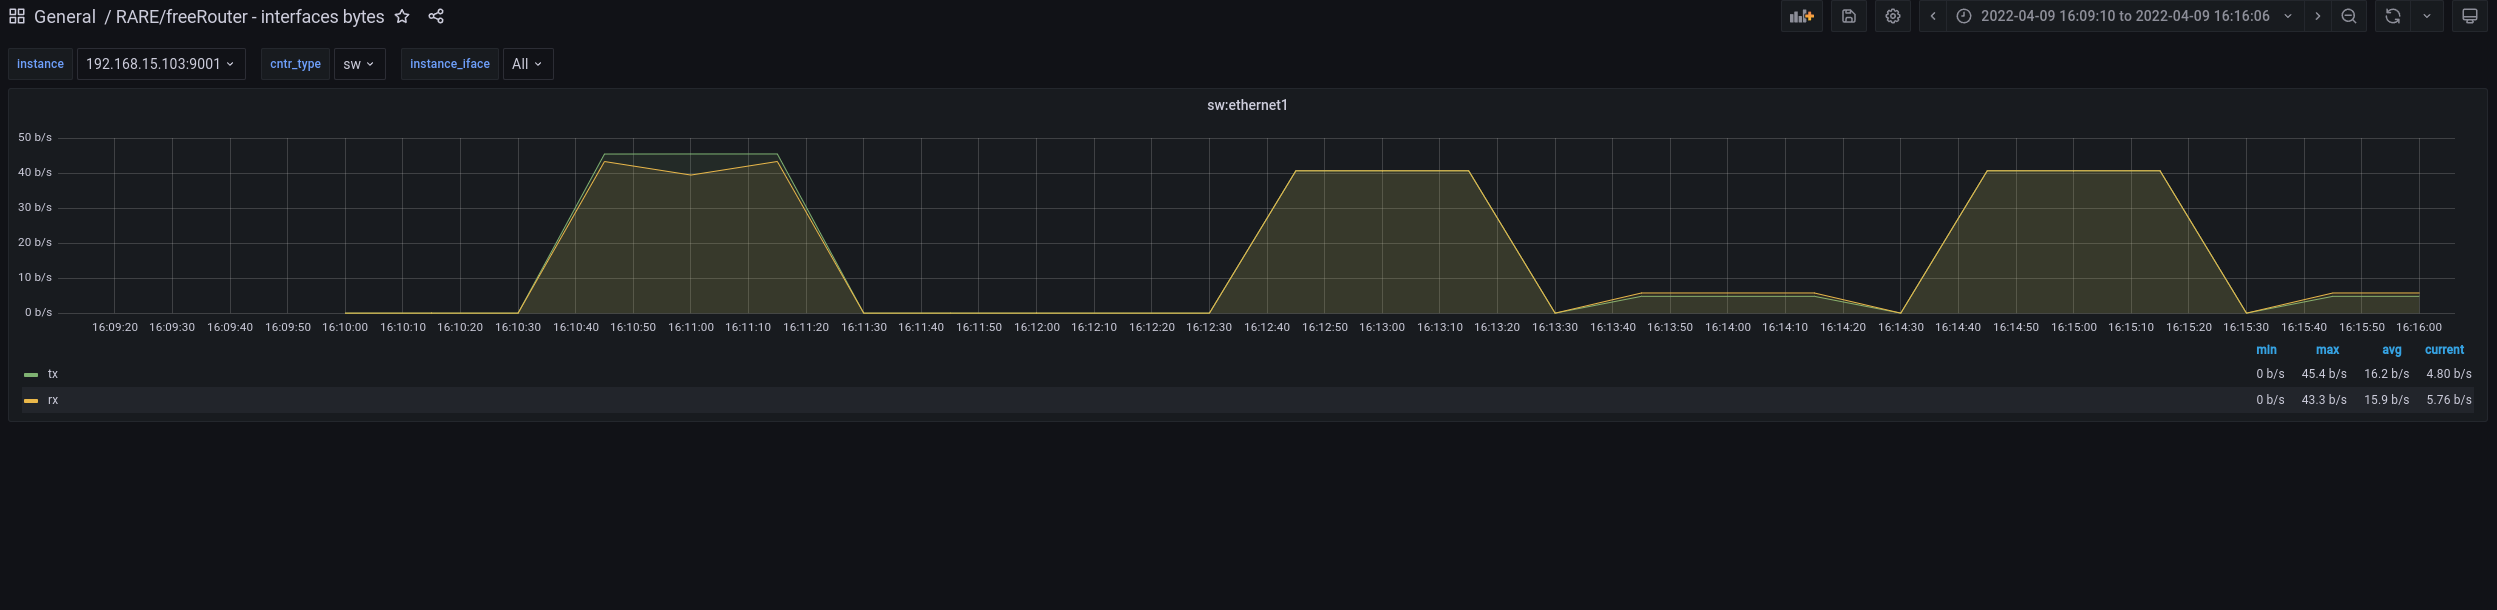 General / RARE/freeRouter - interfaces bytes
2022-04-09 16:09:10 to 2022-04-09 16:16:06
instance 192.168.15.103:9001 cntr_type sw instance_iface All
sw:ethernet1
50 b/s
40 b/s
30 b/s
20 b/s
10 b/s
0 b/s
16:09:20 16:09:30 16:09:40 16:09:50 16:10:00 16:10:10 16:10:20 16:10:30 16:10:40 16:10:50 16:11:00 16:11:10 16:11:20 16:11:30 16:11:40 16:11:50 16:12:00 16:12:10 16:12:20 16:12:30 16:12:40 16:12:50 16:13:00 16:13:10 16:13:20 16:13:30 16:13:40 16:13:50 16:14:00 16:14:10 16:14:20 16:14:30 16:14:40 16:14:50 16:15:00 16:15:10 16:15:20 16:15:30 16:15:40 16:15:50 16:16:00
min max avg current
tx 0 b/s 45.4 b/s 16.2 b/s 4.80 b/s
rx 0 b/s 43.3 b/s 15.9 b/s 5.76 b/s